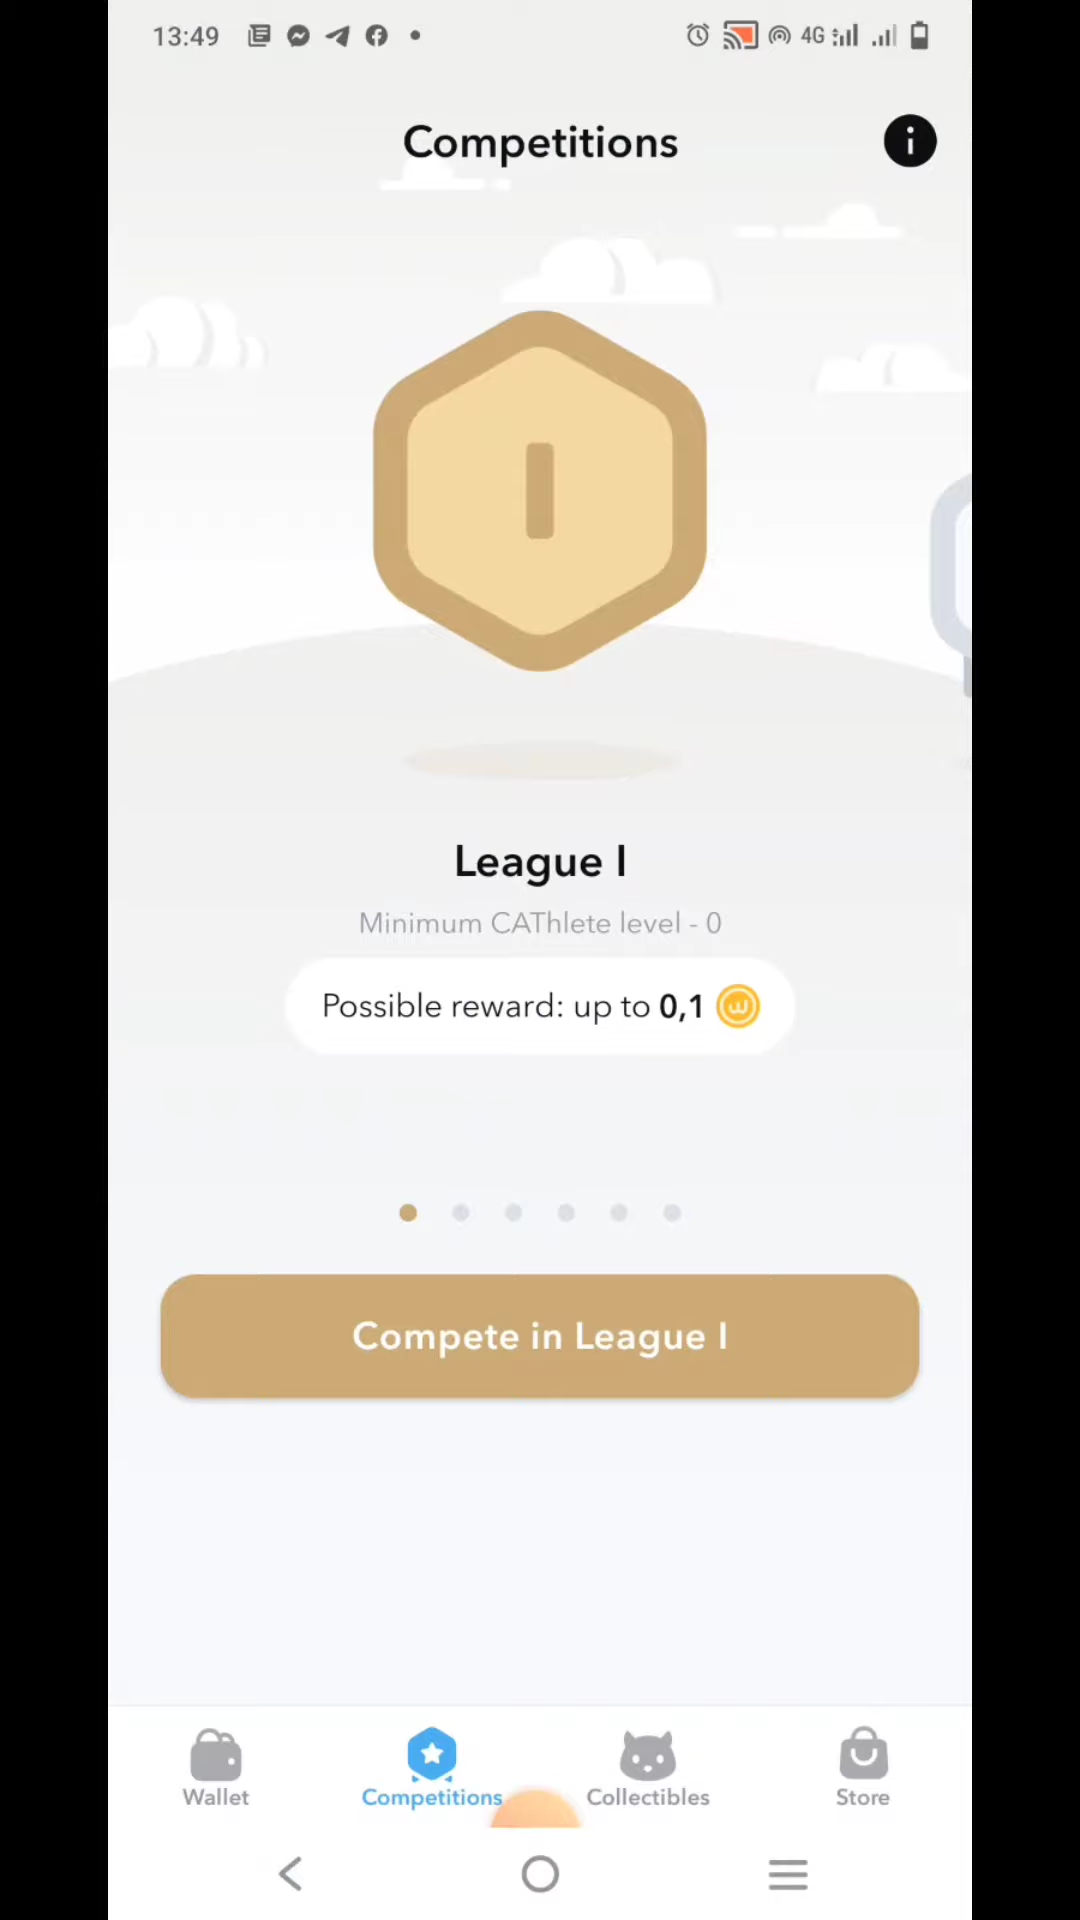 13:49
4G
Competitions
I
League I
Minimum CAThlete level - 0
Possible reward: up to 0,1
Compete in League I
Wallet
Competitions
Collectibles
Store